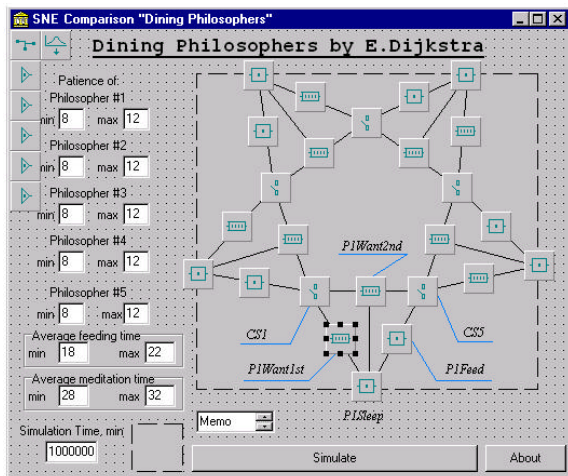 SNE Comparison "Dining Philosophers"
Dining Philosophers by E.Dijkstra
Patience of:
Philosopher #1
min 8 max 12
Philosopher #2
min 8 max 12
Philosopher #3
min 8 max 12
Philosopher #4
min 8 max 12
Philosopher #5
min 8 max 12
Average feeding time
min 18 max 22
Average meditation time
min 28 max 32
Simulation Time, min
1000000
P1Want2nd
CS1
CS5
P1Want1st
P1Feed
P1Sleep
Memo
Simulate
About